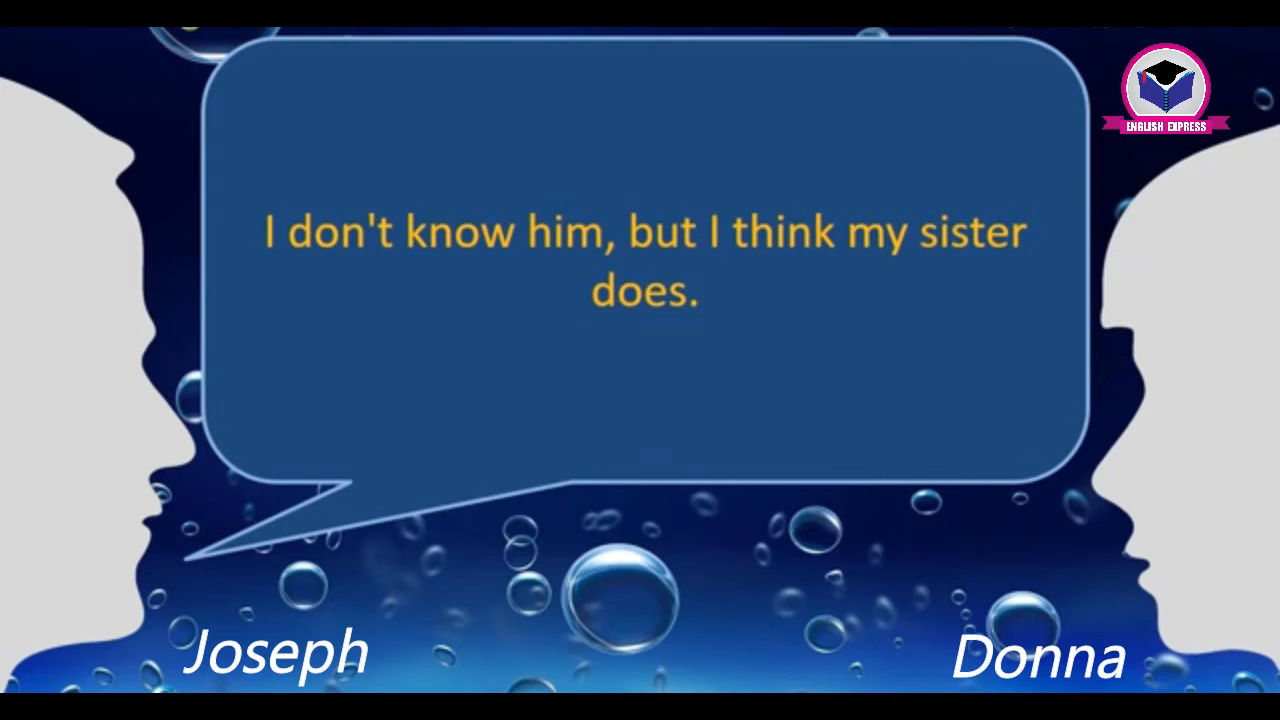 ENGLISH EXPRESS
I don't know him, but I think my sister
does.
Joseph
Donna